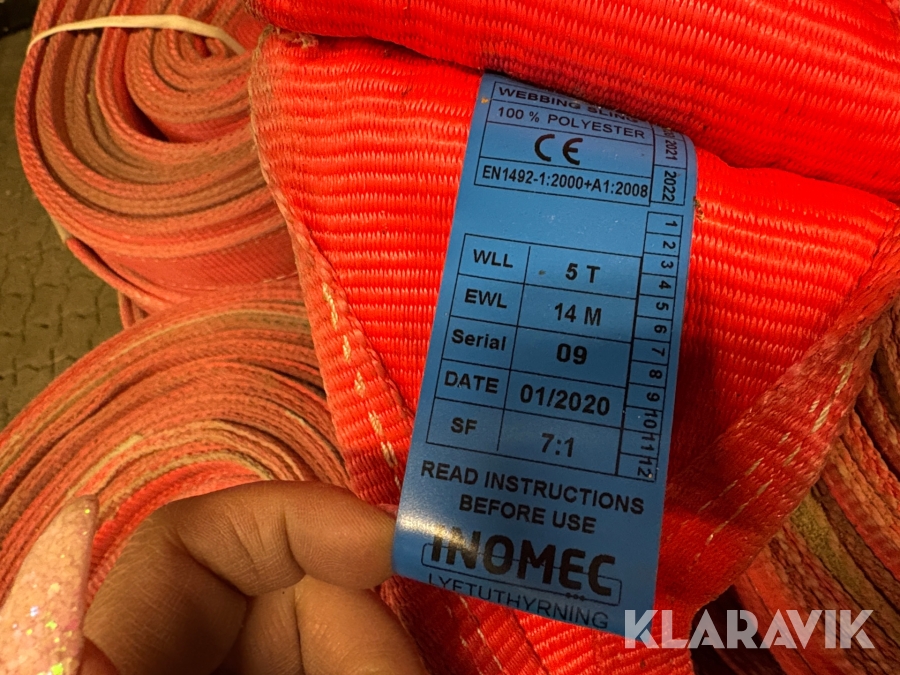 WEBBING SLING
100 % POLYESTER
CE
EN1492-1:2000+A1:2008
2021 2022
1 2 3 4 5 6 7 8 9 10 11 12
WLL 5 T
EWL 14 M
Serial 09
DATE 01/2020
SF 7:1
READ INSTRUCTIONS
BEFORE USE
INOMEC
LYFTUTHYRNING
KLARAVIK